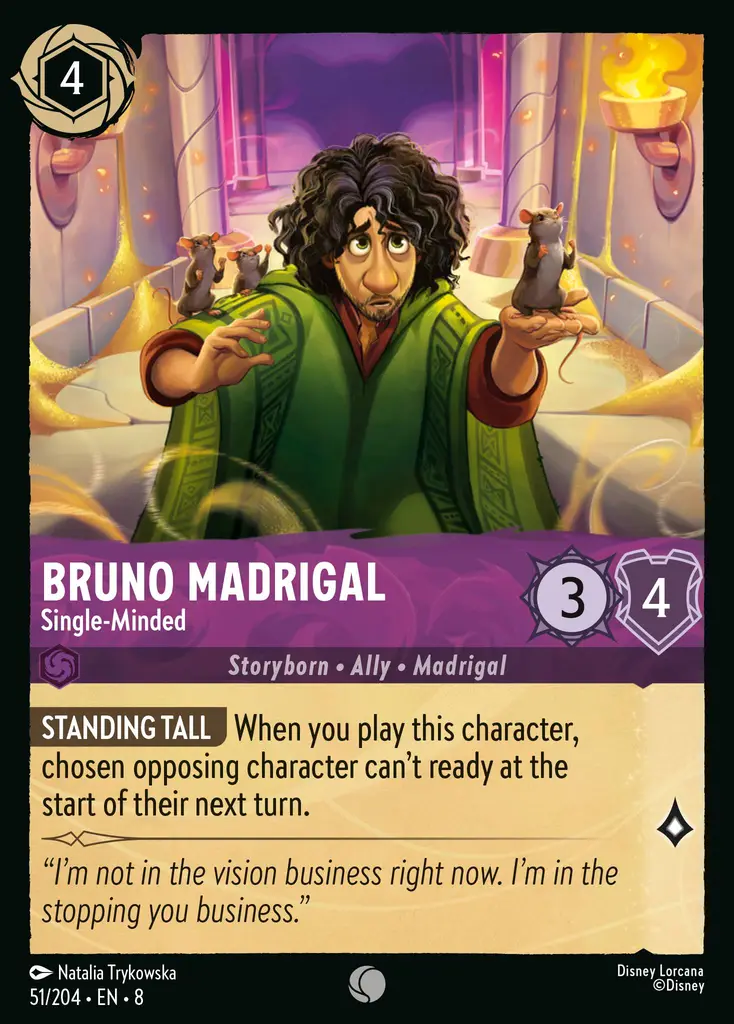 4
BRUNO MADRIGAL
Single-Minded
3
4
Storyborn • Ally • Madrigal
STANDING TALL When you play this character,
chosen opposing character can’t ready at the
start of their next turn.
“I’m not in the vision business right now. I’m in the
stopping you business.”
Natalia Trykowska
51/204 • EN • 8
Disney Lorcana
©Disney